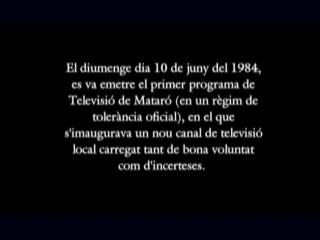 El diumenge dia 10 de juny del 1984,
es va emetre el primer programa de
Televisió de Mataró (en un règim de
tolerància oficial), en el que
s'imaugurava un nou canal de televisió
local carregat tant de bona voluntat
com d'incerteses.